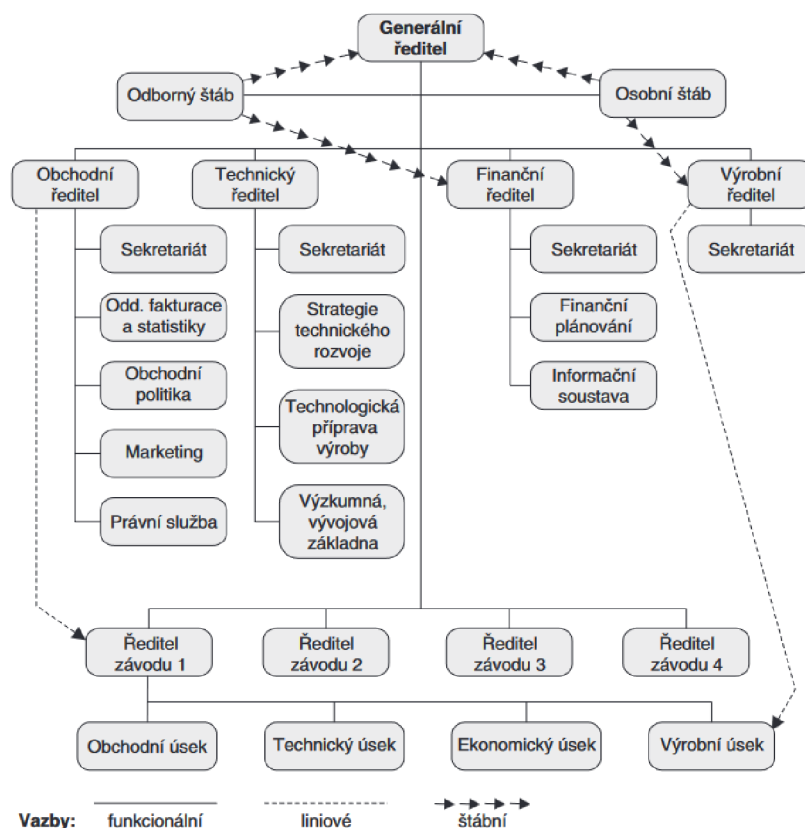 Generální
ředitel
Odborný štáb
Osobní štáb
Obchodní
ředitel
Technický
ředitel
Finanční
ředitel
Výrobní
ředitel
Sekretariát
Sekretariát
Sekretariát
Sekretariát
Odd. fakturace
a statistiky
Strategie
technického
rozvoje
Finanční
plánování
Obchodní
politika
Technologická
příprava
výroby
Informační
soustava
Marketing
Právní služba
Výzkumná,
vývojová
základna
Ředitel
závodu 1
Ředitel
závodu 2
Ředitel
závodu 3
Ředitel
závodu 4
Obchodní úsek
Technický úsek
Ekonomický úsek
Výrobní úsek
Vazby: funkcionální liniové štábní